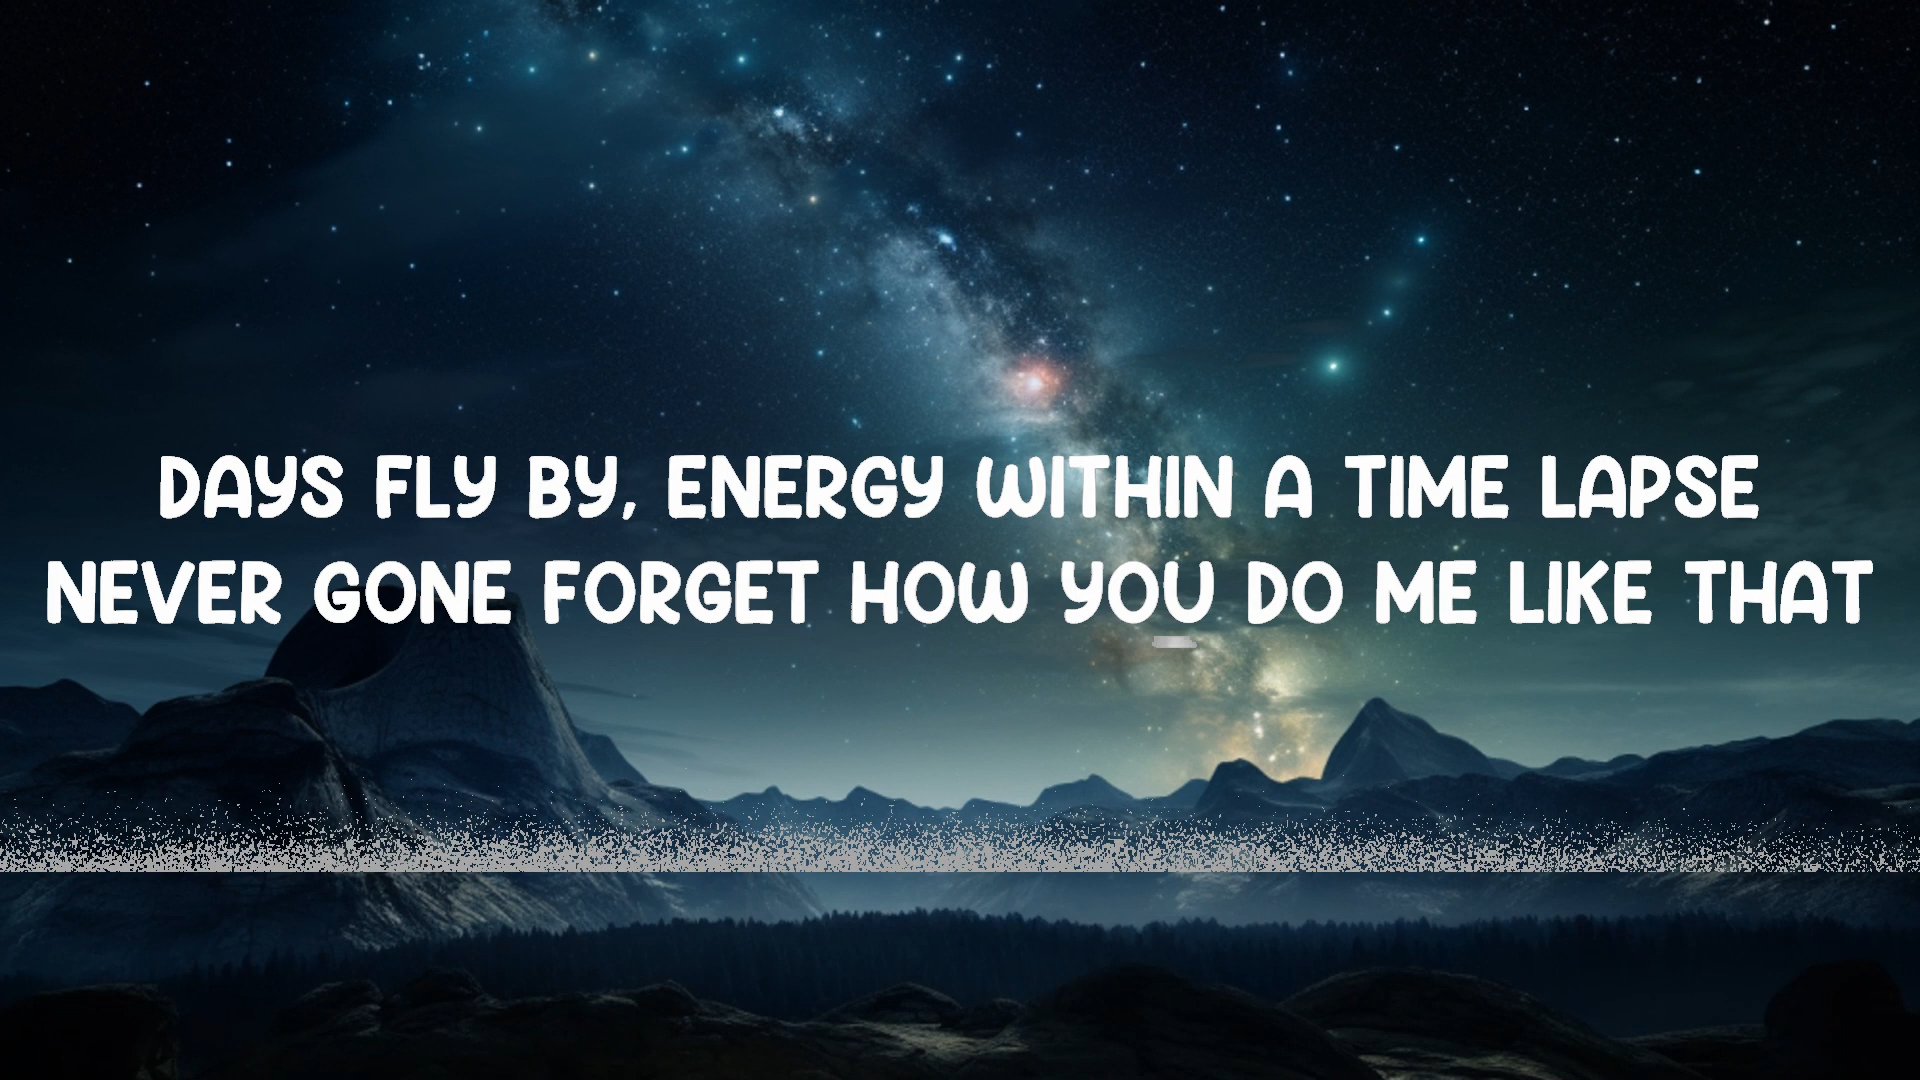 DAYS FLY BY, ENERGY WITHIN A TIME LAPSE
NEVER GONE FORGET HOW YOU DO ME LIKE THAT